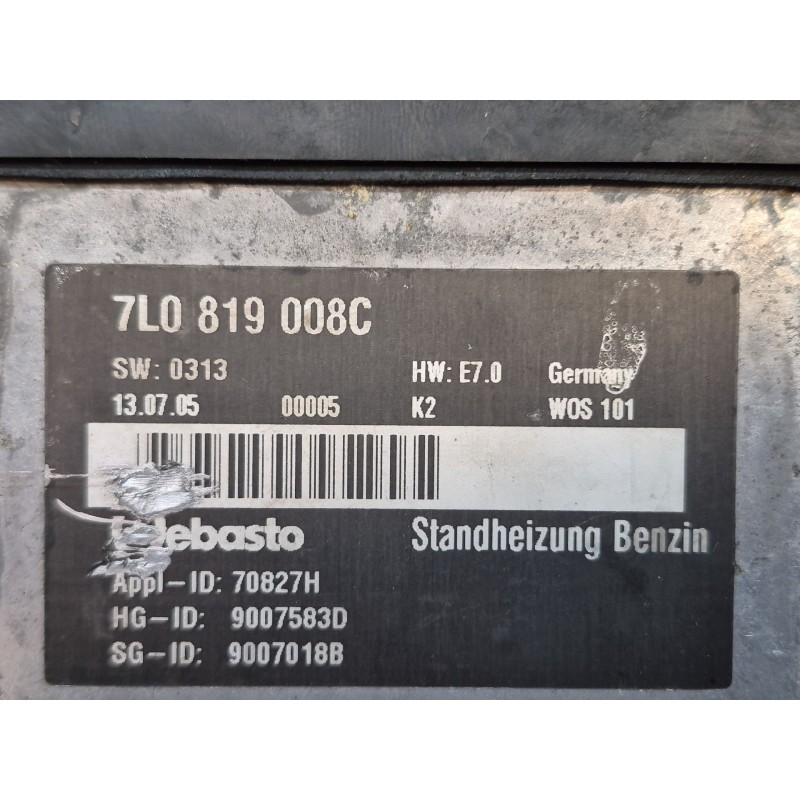 7L0 819 008C
SW: 0313 HW: E7.0 Germany
13.07.05 00005 K2 WOS 101
Webasto Standheizung Benzin
Appl-ID: 70827H
HG-ID: 9007583D
SG-ID: 9007018B